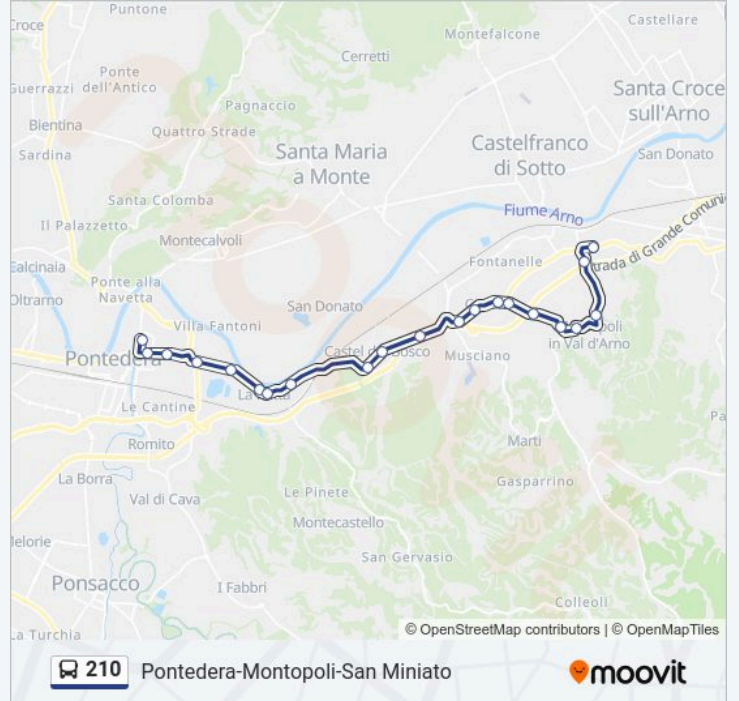 Puntone
Castellare
Croce
Montefalcone
Cerretti
Ponte
dell'Antico
Guerrazzi
Santa Croce
sull'Arno
Pagnaccio
Bientina
Quattro Strade
Castelfranco
di Sotto
Santa Maria
a Monte
Sardina
San Donato
Santa Colomba
Fiume Arno
Il Palazzetto
Montecalvoli
Strada di Grande Comuni
Fontanelle
Calcinaia
Ponte alla
Navetta
Oltrarno
San Donato
Villa Fantoni
in Val d'Arno
Pontedera
Castel del Bosco
Musciano
Le Cantine
Romito
Marti
La Borra
Gasparrino
Le Pinete
Val di Cava
Montecastello
San Gervasio
Ponsacco
I Fabbri
Colleoli
La Turchia
© OpenStreetMap contributors | © OpenMapTiles
210 Pontedera-Montopoli-San Miniato
moovit